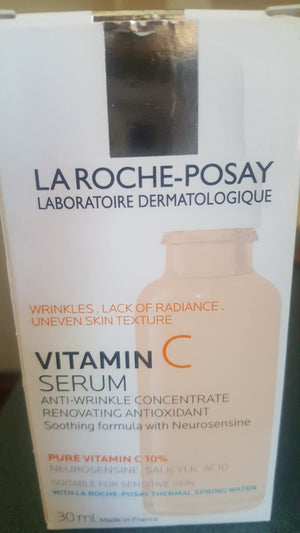 LA ROCHE-POSAY
LABORATOIRE DERMATOLOGIQUE
WRINKLES . LACK OF RADIANCE .
UNEVEN SKIN TEXTURE
VITAMIN C
SERUM
ANTI-WRINKLE CONCENTRATE
RENOVATING ANTIOXIDANT
Soothing formula with Neurosensine
PURE VITAMIN C 10%
NEUROSENSINE, SALICYLIC ACID
SUITABLE FOR SENSITIVE SKIN
WITH LA ROCHE-POSAY THERMAL SPRING WATER
30 ml Made in France